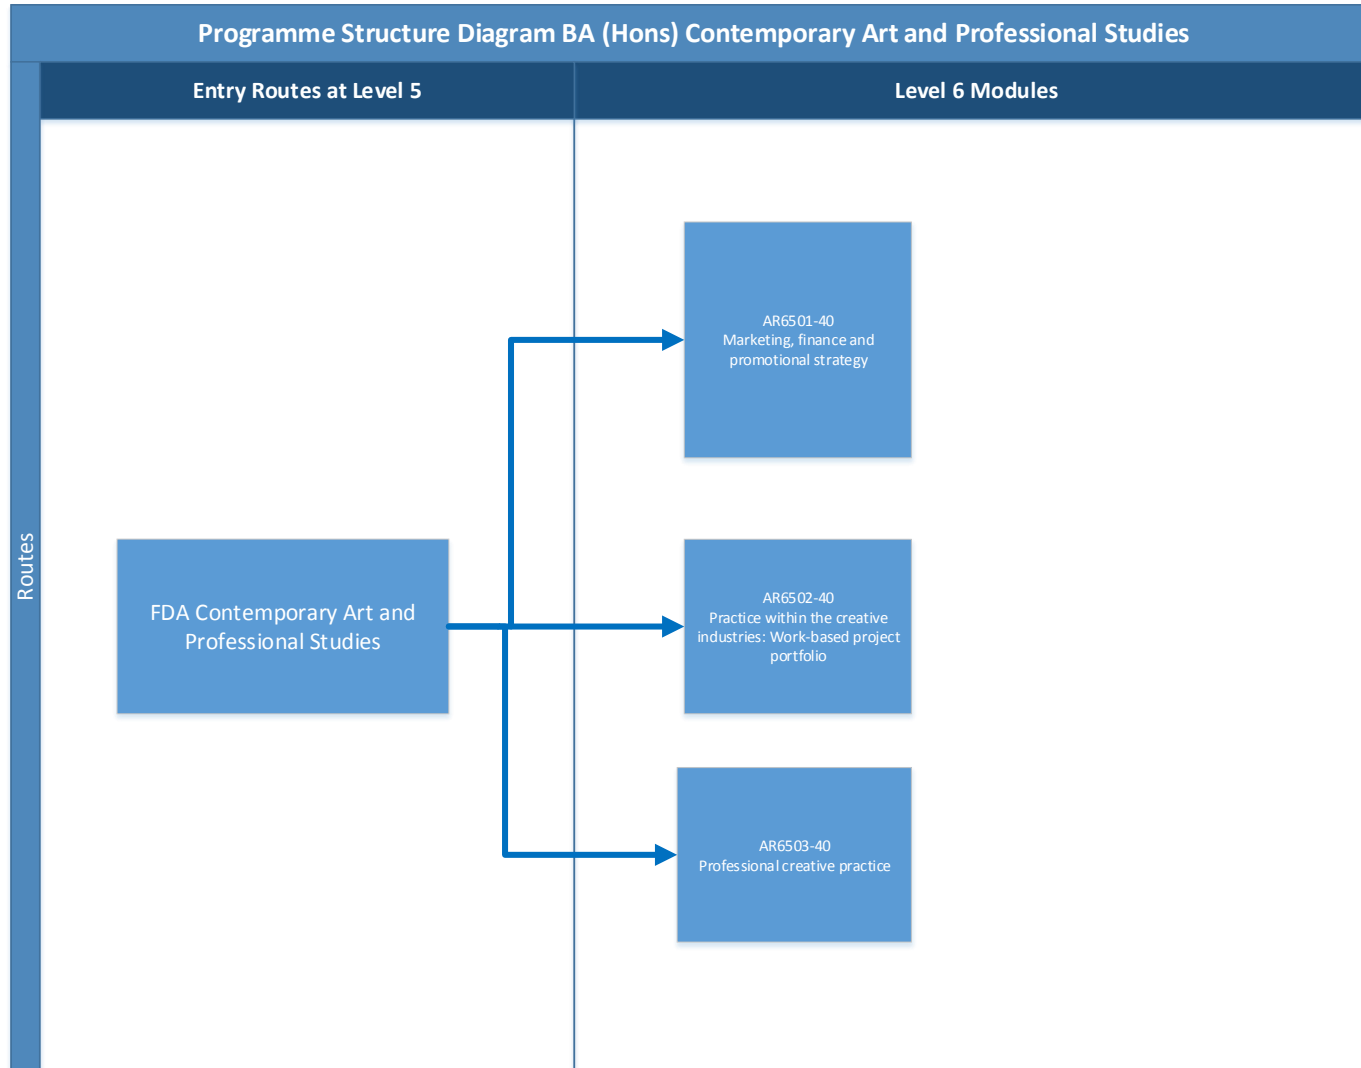 Programme Structure Diagram BA (Hons) Contemporary Art and Professional Studies
Entry Routes at Level 5
Level 6 Modules
Routes
AR6501-40
Marketing, finance and
promotional strategy
FDA Contemporary Art and
Professional Studies
AR6502-40
Practice within the creative
industries: Work-based project
portfolio
AR6503-40
Professional creative practice